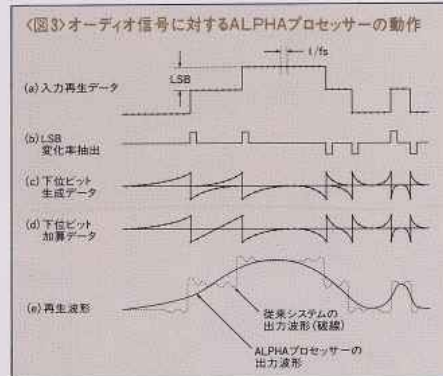 〈図3〉オーディオ信号に対するALPHAプロセッサーの動作
1/fs
LSB
(a)入力再生データ
(b)LSB
変化率抽出
(c)下位ビット
生成データ
(d)下位ビット
加算データ
(e)再生波形
従来システムの
出力波形(破線)
ALPHAプロセッサーの
出力波形